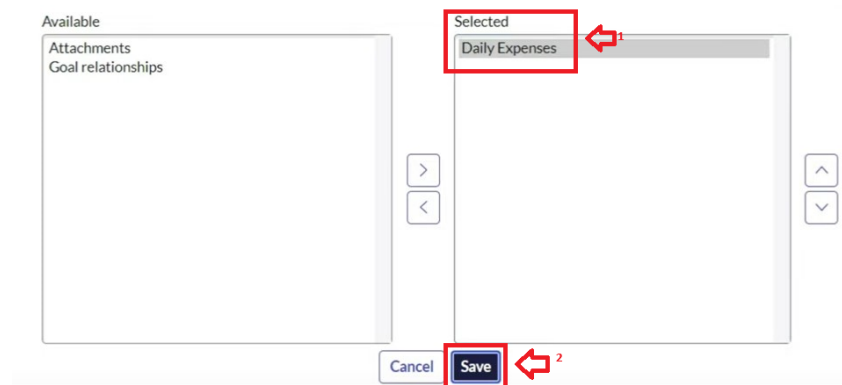 Available
Selected
Attachments
Goal relationships
Daily Expenses
1
Cancel
Save
2